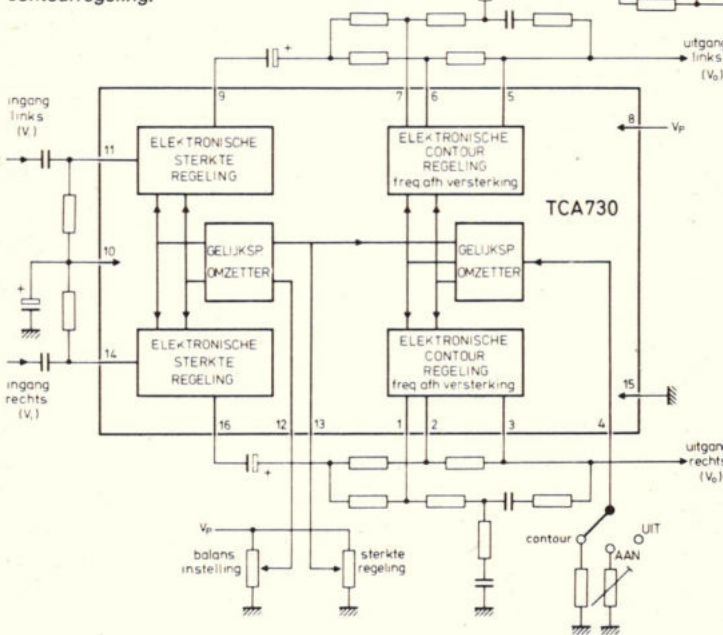 contourregeling.
uitgang
links
(Vo)
9
7
6
5
ingang
links
(Vi)
11
ELEKTRONISCHE
STERKTE
REGELING
ELEKTRONISCHE
CONTOUR
REGELING
freq afh versterking
8
VP
TCA730
10
GELIJKSP.
OMZETTER
GELIJKSP.
OMZETTER
14
ELEKTRONISCHE
STERKTE
REGELING
ELEKTRONISCHE
CONTOUR
REGELING
freq afh versterking
15
ingang
rechts
(Vi)
16
12
13
1
2
3
4
uitgang
rechts
(Vo)
VP
balans
instelling
sterkte
regeling
contour
UIT
AAN